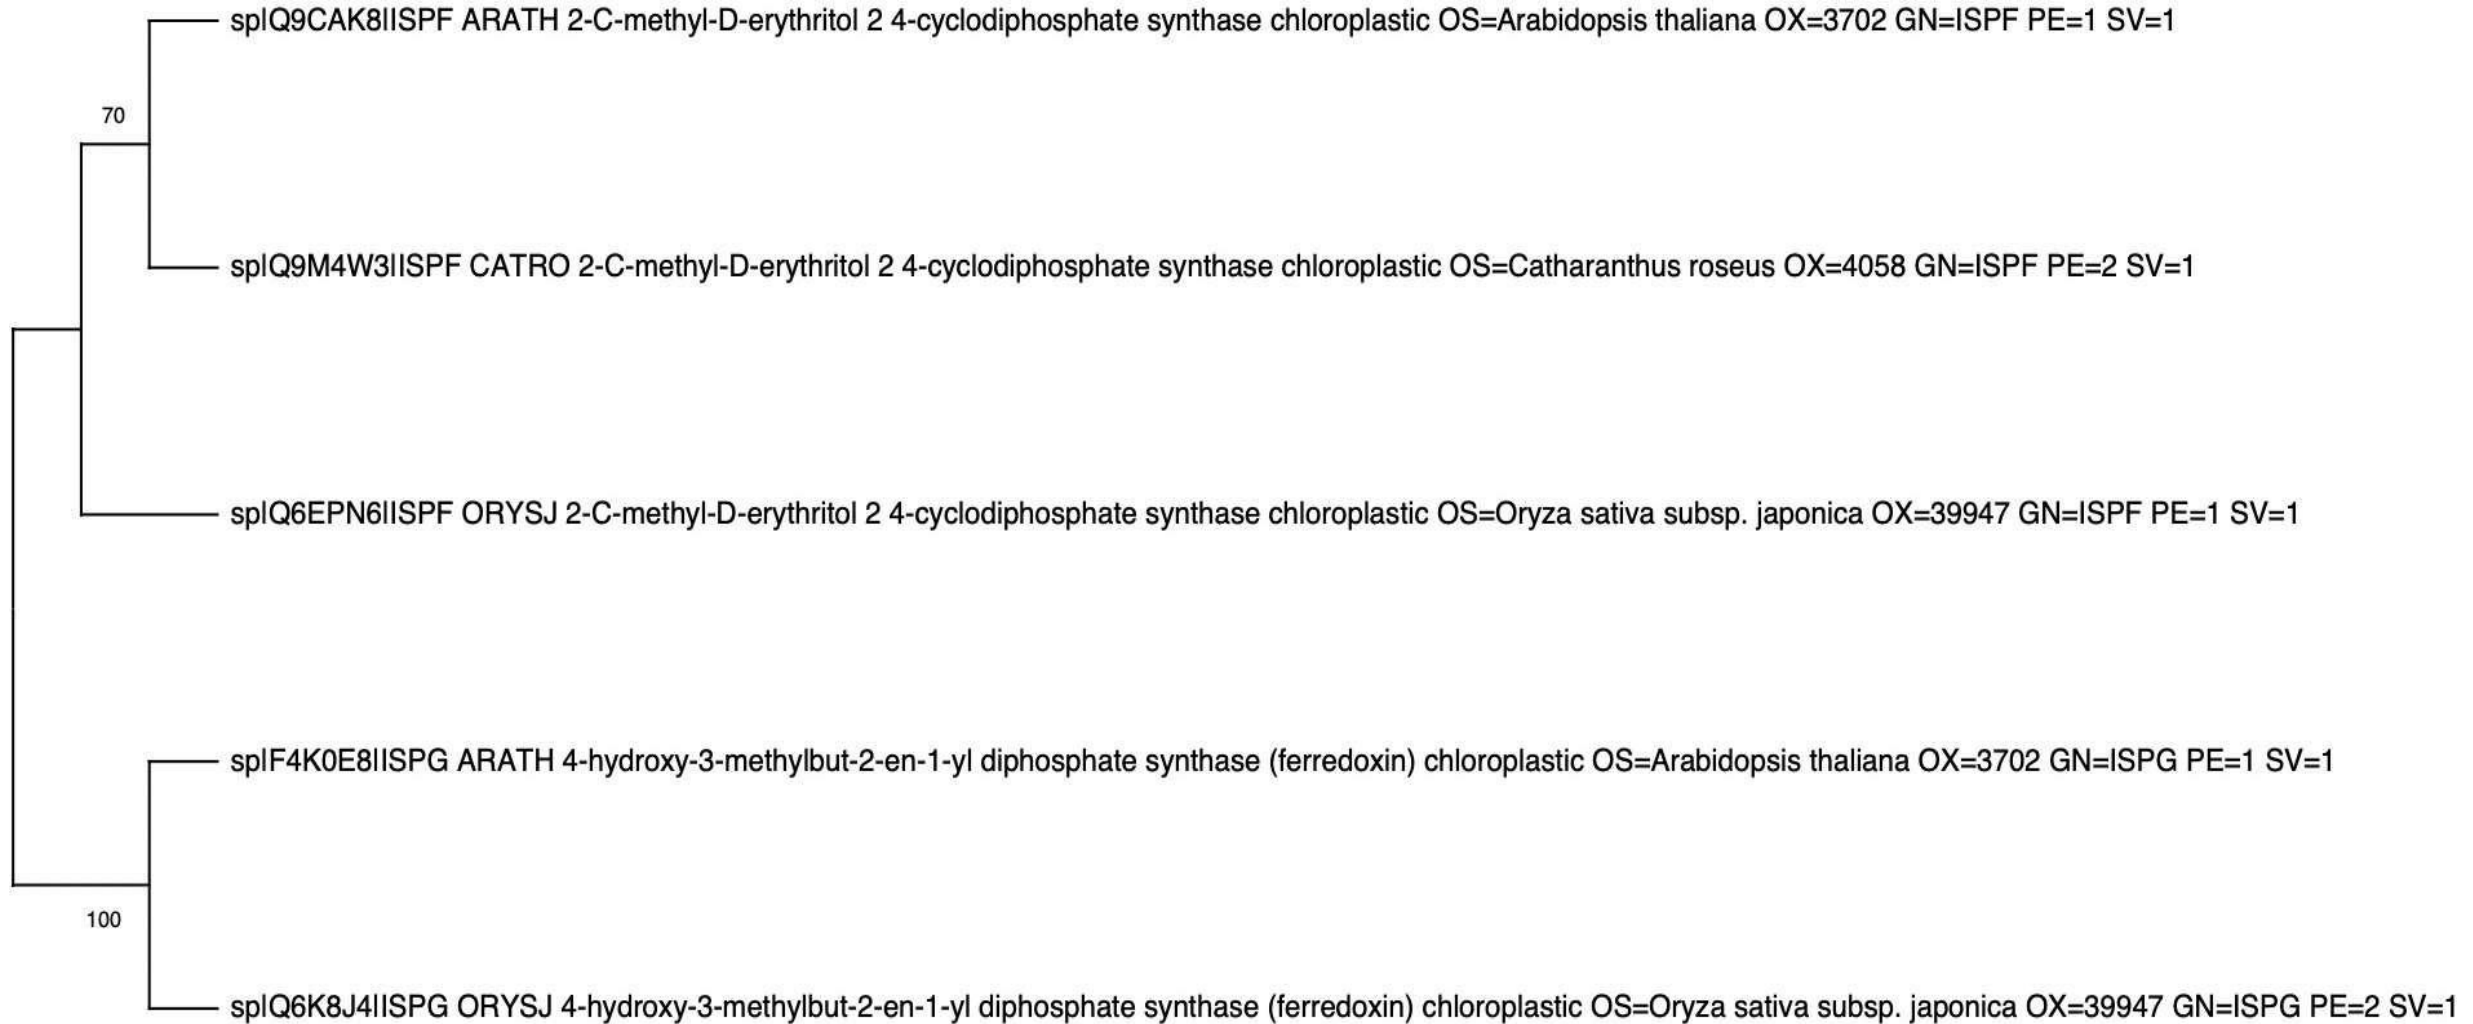 sp|Q9CAK8|ISPF ARATH 2-C-methyl-D-erythritol 2 4-cyclodiphosphate synthase chloroplastic OS=Arabidopsis thaliana OX=3702 GN=ISPF PE=1 SV=1
70
sp|Q9M4W3|ISPF CATRO 2-C-methyl-D-erythritol 2 4-cyclodiphosphate synthase chloroplastic OS=Catharanthus roseus OX=4058 GN=ISPF PE=2 SV=1
sp|Q6EPN6|ISPF ORYSJ 2-C-methyl-D-erythritol 2 4-cyclodiphosphate synthase chloroplastic OS=Oryza sativa subsp. japonica OX=39947 GN=ISPF PE=1 SV=1
sp|F4K0E8|ISPG ARATH 4-hydroxy-3-methylbut-2-en-1-yl diphosphate synthase (ferredoxin) chloroplastic OS=Arabidopsis thaliana OX=3702 GN=ISPG PE=1 SV=1
100
sp|Q6K8J4|ISPG ORYSJ 4-hydroxy-3-methylbut-2-en-1-yl diphosphate synthase (ferredoxin) chloroplastic OS=Oryza sativa subsp. japonica OX=39947 GN=ISPG PE=2 SV=1